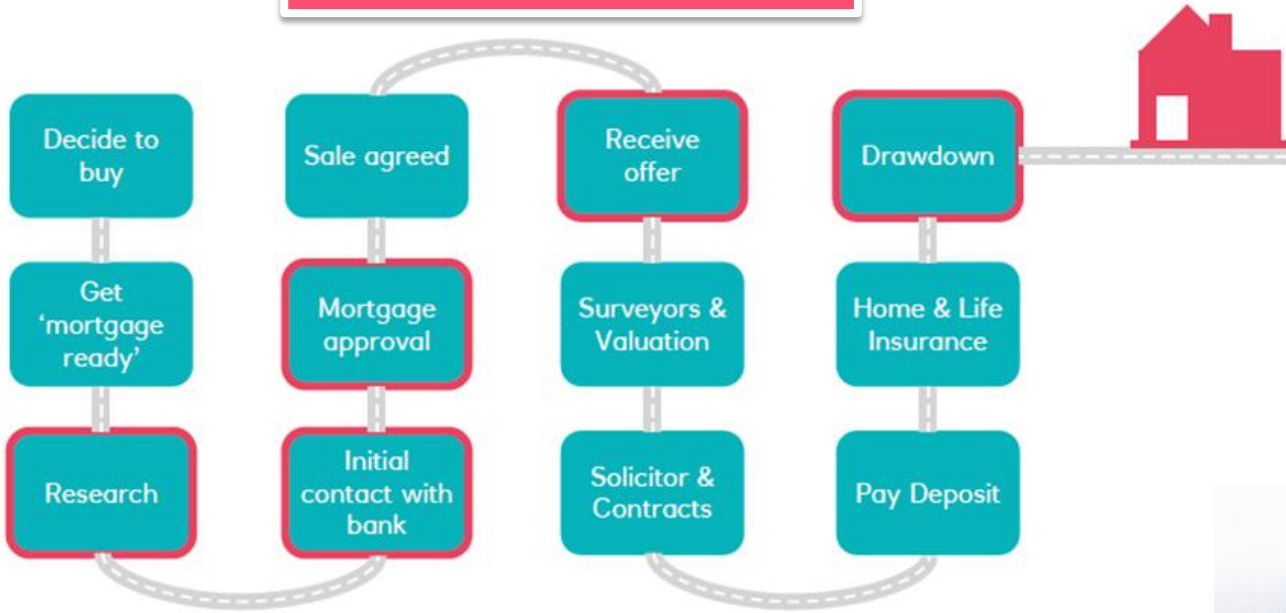 Decide to
buy
Get
‘mortgage
ready’
Research
Initial
contact with
bank
Mortgage
approval
Sale agreed
Receive
offer
Surveyors &
Valuation
Solicitor &
Contracts
Pay Deposit
Home & Life
Insurance
Drawdown